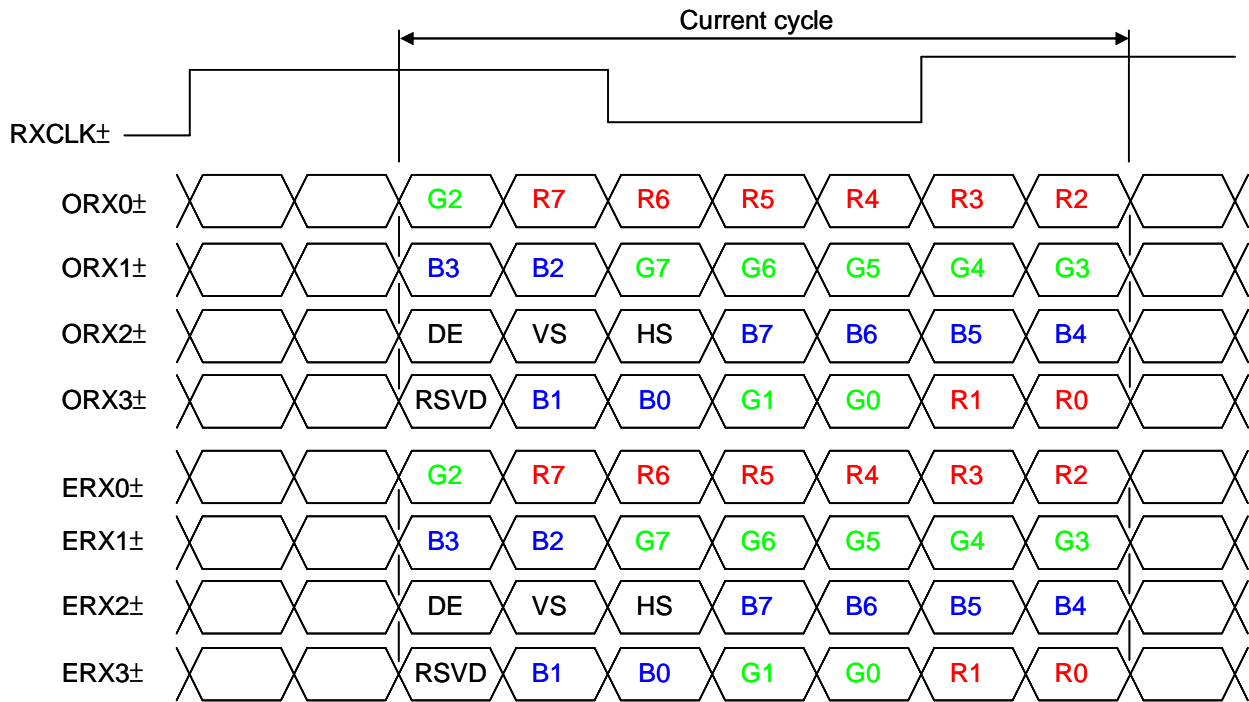 Current cycle
RXCLK±
ORX0± G2 R7 R6 R5 R4 R3 R2
ORX1± B3 B2 G7 G6 G5 G4 G3
ORX2± DE VS HS B7 B6 B5 B4
ORX3± RSVD B1 B0 G1 G0 R1 R0
ERX0± G2 R7 R6 R5 R4 R3 R2
ERX1± B3 B2 G7 G6 G5 G4 G3
ERX2± DE VS HS B7 B6 B5 B4
ERX3± RSVD B1 B0 G1 G0 R1 R0